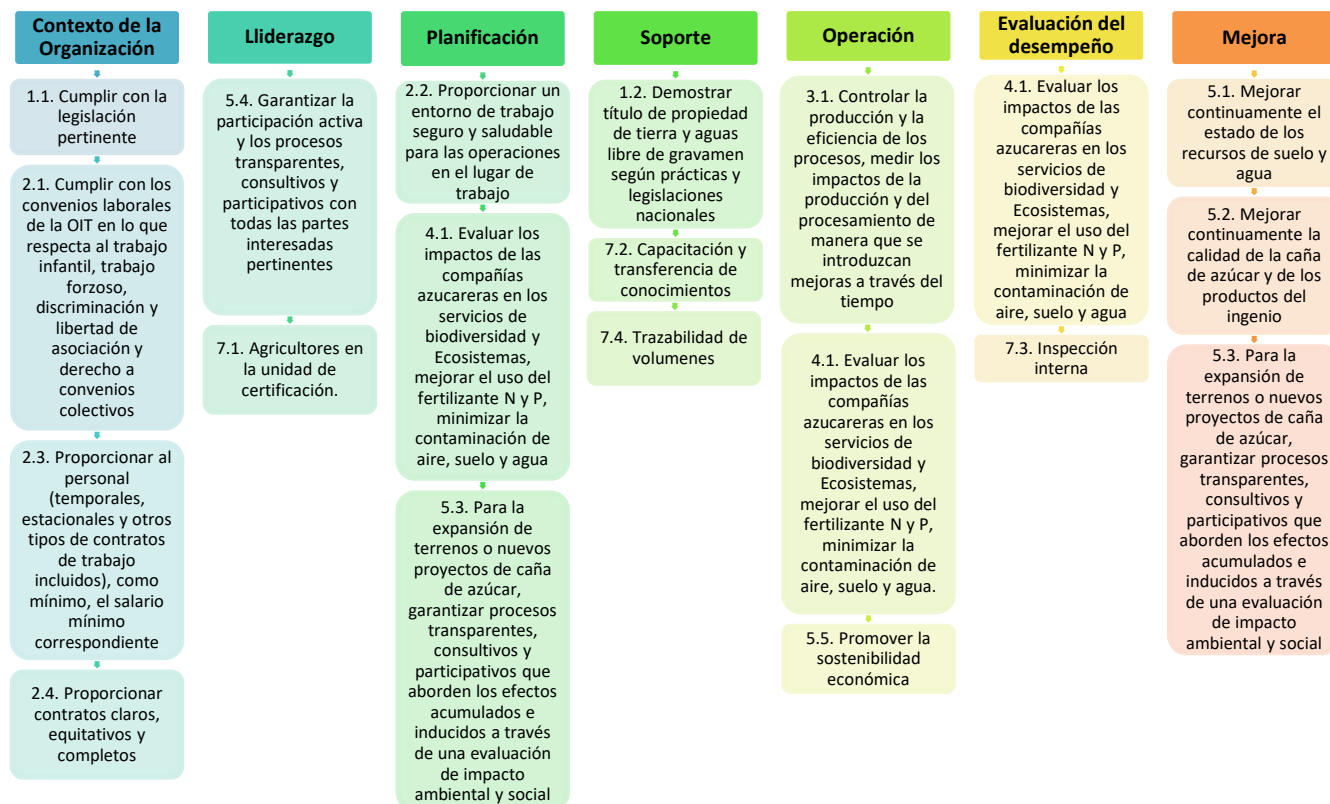 Contexto de la
Organización
1.1. Cumplir con la
legislación
pertinente
2.1. Cumplir con los
convenios laborales
de la OIT en lo que
respecta al trabajo
infantil, trabajo
forzoso,
discriminación y
libertad de
asociación y
derecho a
convenios
colectivos
2.3. Proporcionar al
personal
(temporales,
estacionales y otros
tipos de contratos
de trabajo
incluidos), como
mínimo, el salario
mínimo
correspondiente
2.4. Proporcionar
contratos claros,
equitativos y
completos
Lliderazgo
5.4. Garantizar la
participación activa
y los procesos
transparentes,
consultivos y
participativos con
todas las partes
interesadas
pertinentes
7.1. Agricultores en
la unidad de
certificación.
Planificación
2.2. Proporcionar un
entorno de trabajo
seguro y saludable
para las operaciones
en el lugar de
trabajo
4.1. Evaluar los
impactos de las
compañías
azucareras en los
servicios de
biodiversidad y
Ecosistemas,
mejorar el uso del
fertilizante N y P,
minimizar la
contaminación de
aire, suelo y agua
5.3. Para la
expansión de
terrenos o nuevos
proyectos de caña
de azúcar,
garantizar procesos
transparentes,
consultivos y
participativos que
aborden los efectos
acumulados e
inducidos a través
de una evaluación
de impacto
ambiental y social
Soporte
1.2. Demostrar
título de propiedad
de tierra y aguas
libre de gravamen
según prácticas y
legislaciones
nacionales
7.2. Capacitación y
transferencia de
conocimientos
7.4. Trazabilidad de
volumenes
Operación
3.1. Controlar la
producción y la
eficiencia de los
procesos, medir los
impactos de la
producción y del
procesamiento de
manera que se
introduzcan
mejoras a través del
tiempo
4.1. Evaluar los
impactos de las
compañías
azucareras en los
servicios de
biodiversidad y
Ecosistemas,
mejorar el uso del
fertilizante N y P,
minimizar la
contaminación de
aire, suelo y agua.
5.5. Promover la
sostenibilidad
económica
Evaluación del
desempeño
4.1. Evaluar los
impactos de las
compañías
azucareras en los
servicios de
biodiversidad y
Ecosistemas,
mejorar el uso del
fertilizante N y P,
minimizar la
contaminación de
aire, suelo y agua
7.3. Inspección
interna
Mejora
5.1. Mejorar
continuamente el
estado de los
recursos de suelo y
agua
5.2. Mejorar
continuamente la
calidad de la caña
de azúcar y de los
productos del
ingenio
5.3. Para la
expansión de
terrenos o nuevos
proyectos de caña
de azúcar,
garantizar procesos
transparentes,
consultivos y
participativos que
aborden los efectos
acumulados e
inducidos a través
de una evaluación
de impacto
ambiental y social